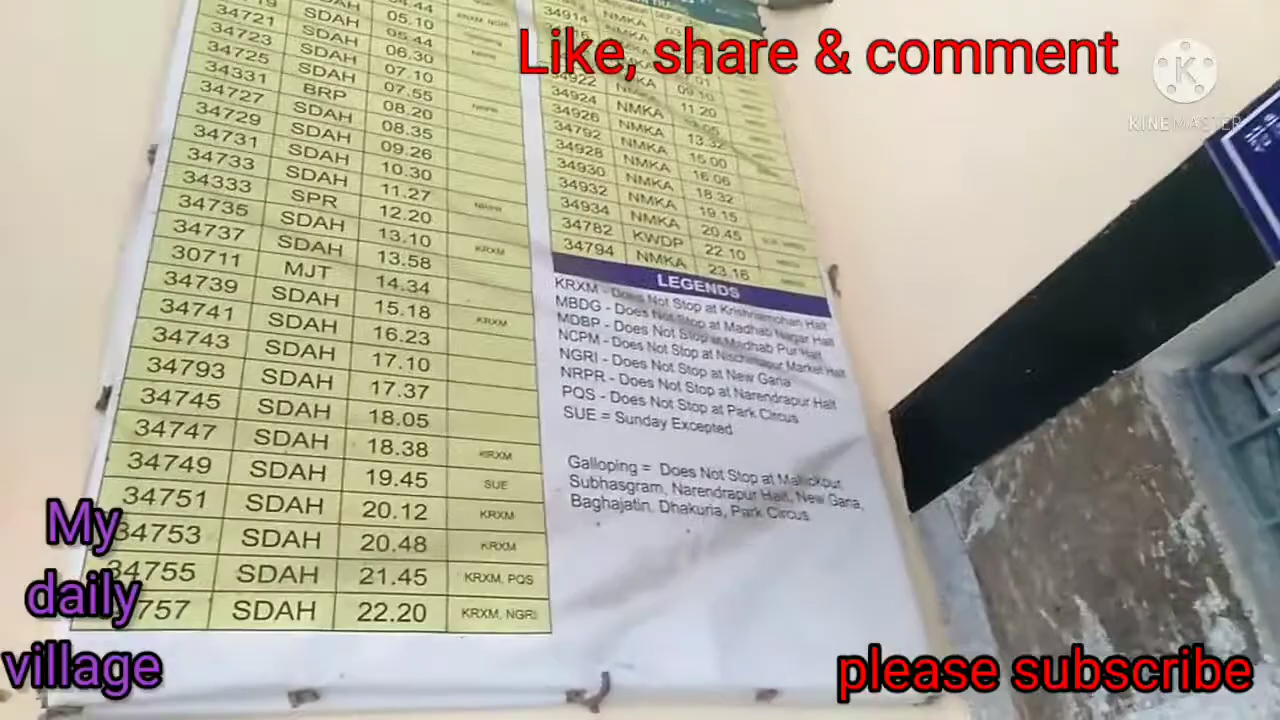 SDAH 05.44
34721 SDAH 06.30
34723 SDAH 07.10
34725 SDAH 07.55
34331 BRP 08.20
34727 SDAH 08.35
34729 SDAH 09.26
34731 SDAH 10.30
34733 SDAH 11.27 NRPR
34333 SPR 12.20
34735 SDAH 13.10 KRXM
34737 SDAH 13.58
30711 MJT 14.34
34739 SDAH 15.18 KRXM
34741 SDAH 16.23
34743 SDAH 17.10
34793 SDAH 17.37
34745 SDAH 18.05
34747 SDAH 18.38 KRXM
34749 SDAH 19.45 SUE
34751 SDAH 20.12 KRXM
34753 SDAH 20.48 KRXM
34755 SDAH 21.45 KRXM, PQS
757 SDAH 22.20 KRXM, NGRI
34914 NMKA
34922 NMKA 11.20
34924 NMKA
34926 NMKA 13.32
34792 NMKA 15.00
34928 NMKA 16.06
34930 NMKA 18.32
34932 NMKA 19.15
34934 NMKA 20.45
34782 KWDP 22.10
34794 NMKA 23.16
LEGENDS
KRXM - Does Not Stop at Krishnamohan Halt
MBDG - Does Not Stop at Madhab Nagar Halt
MDBP - Does Not Stop at Madhab Pur Halt
NCPM - Does Not Stop at Nischindapur Market Halt
NGRI - Does Not Stop at New Garia
NRPR - Does Not Stop at Narendrapur Halt
PQS - Does Not Stop at Park Circus
SUE = Sunday Excepted
Galloping = Does Not Stop at Mallickpur,
Subhasgram, Narendrapur Halt, New Garia,
Baghajatin, Dhakuria, Park Circus.
Like, share & comment
K
KINEMASTER
My
daily
village
please subscribe